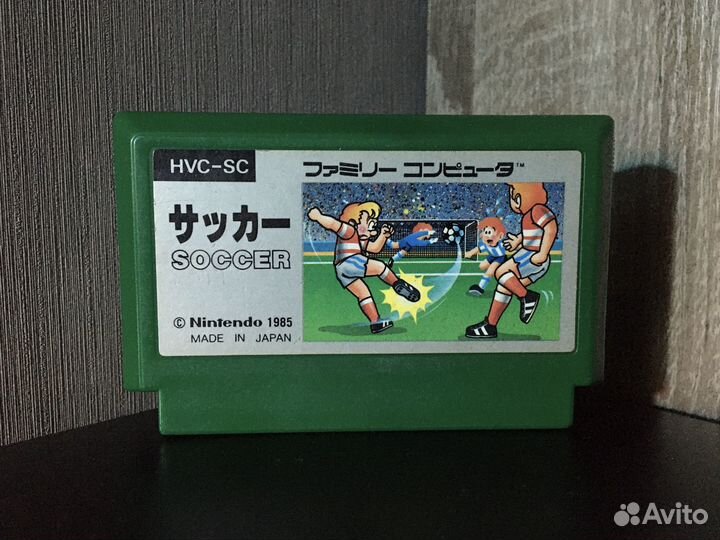 HVC-SC
ファミリー コンピュータ™
サッカー
SOCCER
© Nintendo 1985
MADE IN JAPAN
Avito